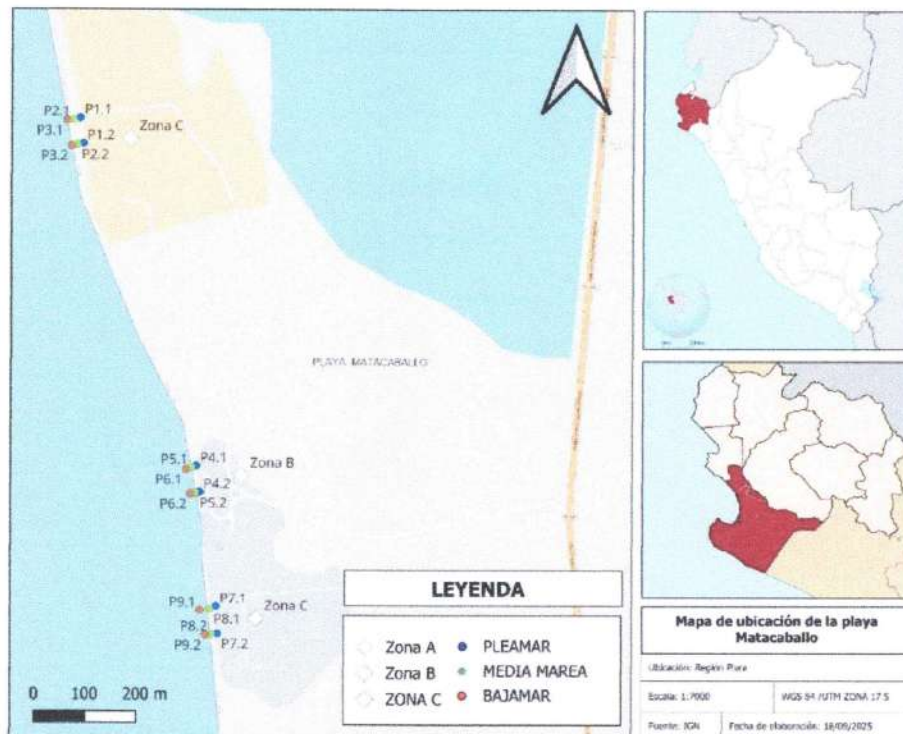 P2.1 P1.1
P3.1 P1.2 Zona C
P3.2 P2.2
PLAYA MATACABALLO
P5.1 P4.1 Zona B
P6.1 P4.2
P6.2 P5.2
P9.1 P7.1
P8.1 Zona C
P8.2
P9.2 P7.2
0 100 200 m
LEYENDA
Zona A PLEAMAR
Zona B MEDIA MAREA
ZONA C BAJAMAR
Mapa de ubicación de la playa
Matacaballo
Ubicación: Región Piura
Escala: 1:7000 WGS 84 /UTM ZONA 17 S
Fuente: IGN Fecha de elaboración: 18/09/2025